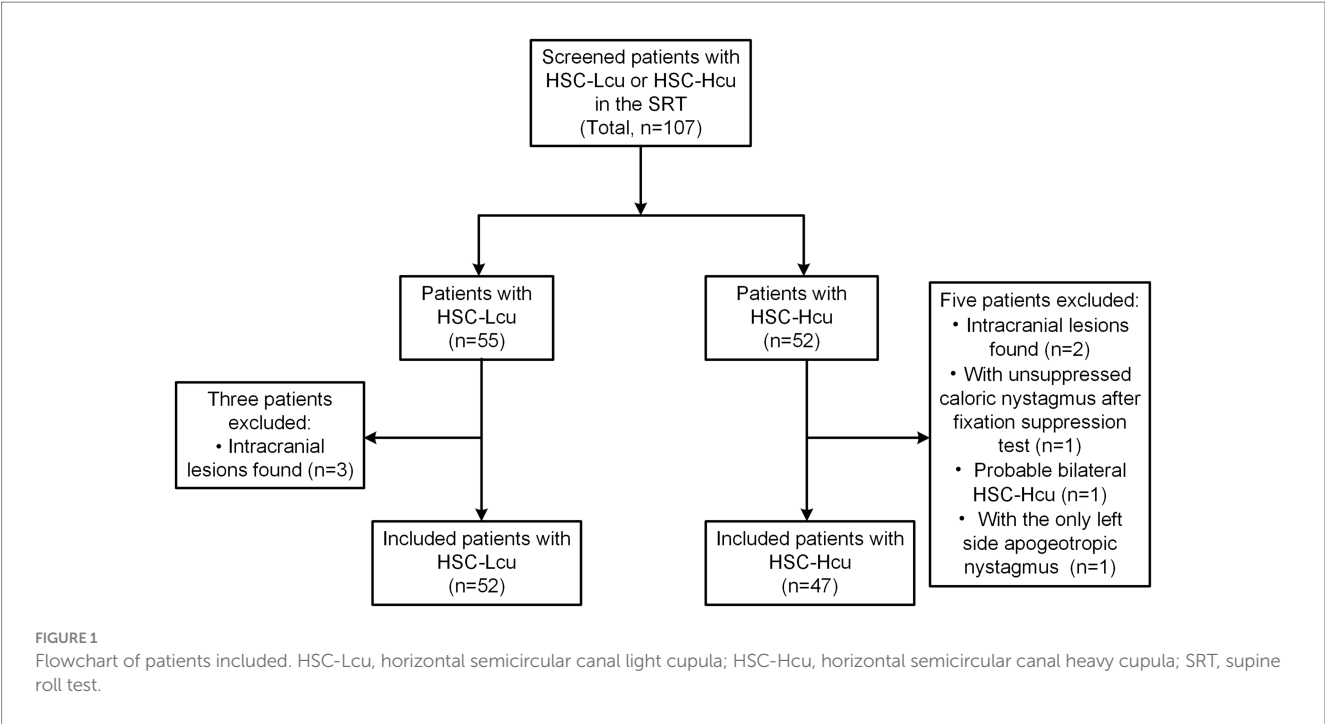 Screened patients with
HSC-Lcu or HSC-Hcu
in the SRT
(Total, n=107)
Patients with
HSC-Lcu
(n=55)
Patients with
HSC-Hcu
(n=52)
Three patients
excluded:
• Intracranial
lesions found (n=3)
Five patients excluded:
• Intracranial lesions
found (n=2)
• With unsuppressed
caloric nystagmus after
fixation suppression
test (n=1)
• Probable bilateral
HSC-Hcu (n=1)
• With the only left
side apogeotropic
nystagmus (n=1)
Included patients with
HSC-Lcu
(n=52)
Included patients with
HSC-Hcu
(n=47)
FIGURE 1
Flowchart of patients included. HSC-Lcu, horizontal semicircular canal light cupula; HSC-Hcu, horizontal semicircular canal heavy cupula; SRT, supine
roll test.